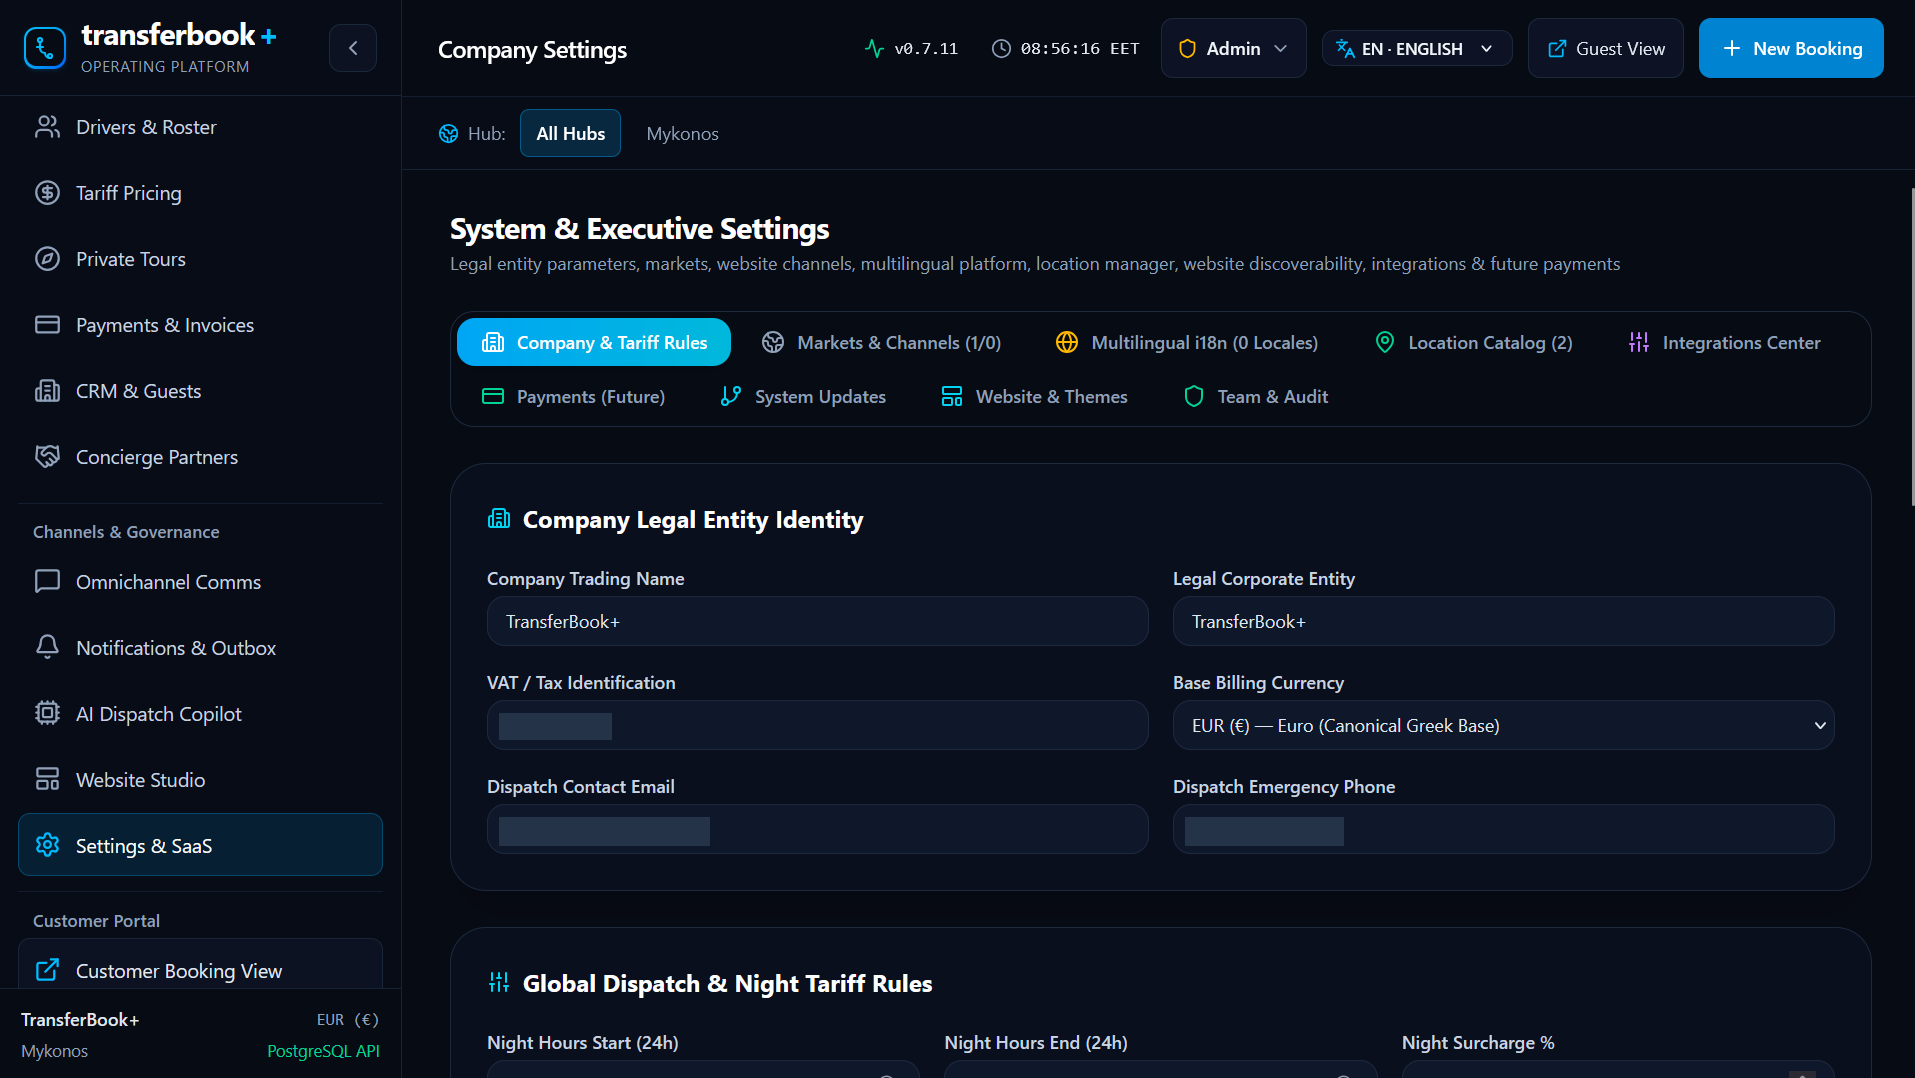 transferbook +
OPERATING PLATFORM
Drivers & Roster
Tariff Pricing
Private Tours
Payments & Invoices
CRM & Guests
Concierge Partners
Channels & Governance
Omnichannel Comms
Notifications & Outbox
AI Dispatch Copilot
Website Studio
Settings & SaaS
Customer Portal
Customer Booking View
TransferBook+ EUR (€)
Mykonos PostgreSQL API
Company Settings
v0.7.11 08:56:16 EET Admin EN · ENGLISH Guest View New Booking
Hub: All Hubs Mykonos
System & Executive Settings
Legal entity parameters, markets, website channels, multilingual platform, location manager, website discoverability, integrations & future payments
Company & Tariff Rules Markets & Channels (1/0) Multilingual i18n (0 Locales) Location Catalog (2) Integrations Center
Payments (Future) System Updates Website & Themes Team & Audit
Company Legal Entity Identity
Company Trading Name Legal Corporate Entity
TransferBook+ TransferBook+
VAT / Tax Identification Base Billing Currency
EUR (€) — Euro (Canonical Greek Base)
Dispatch Contact Email Dispatch Emergency Phone
Global Dispatch & Night Tariff Rules
Night Hours Start (24h) Night Hours End (24h) Night Surcharge %